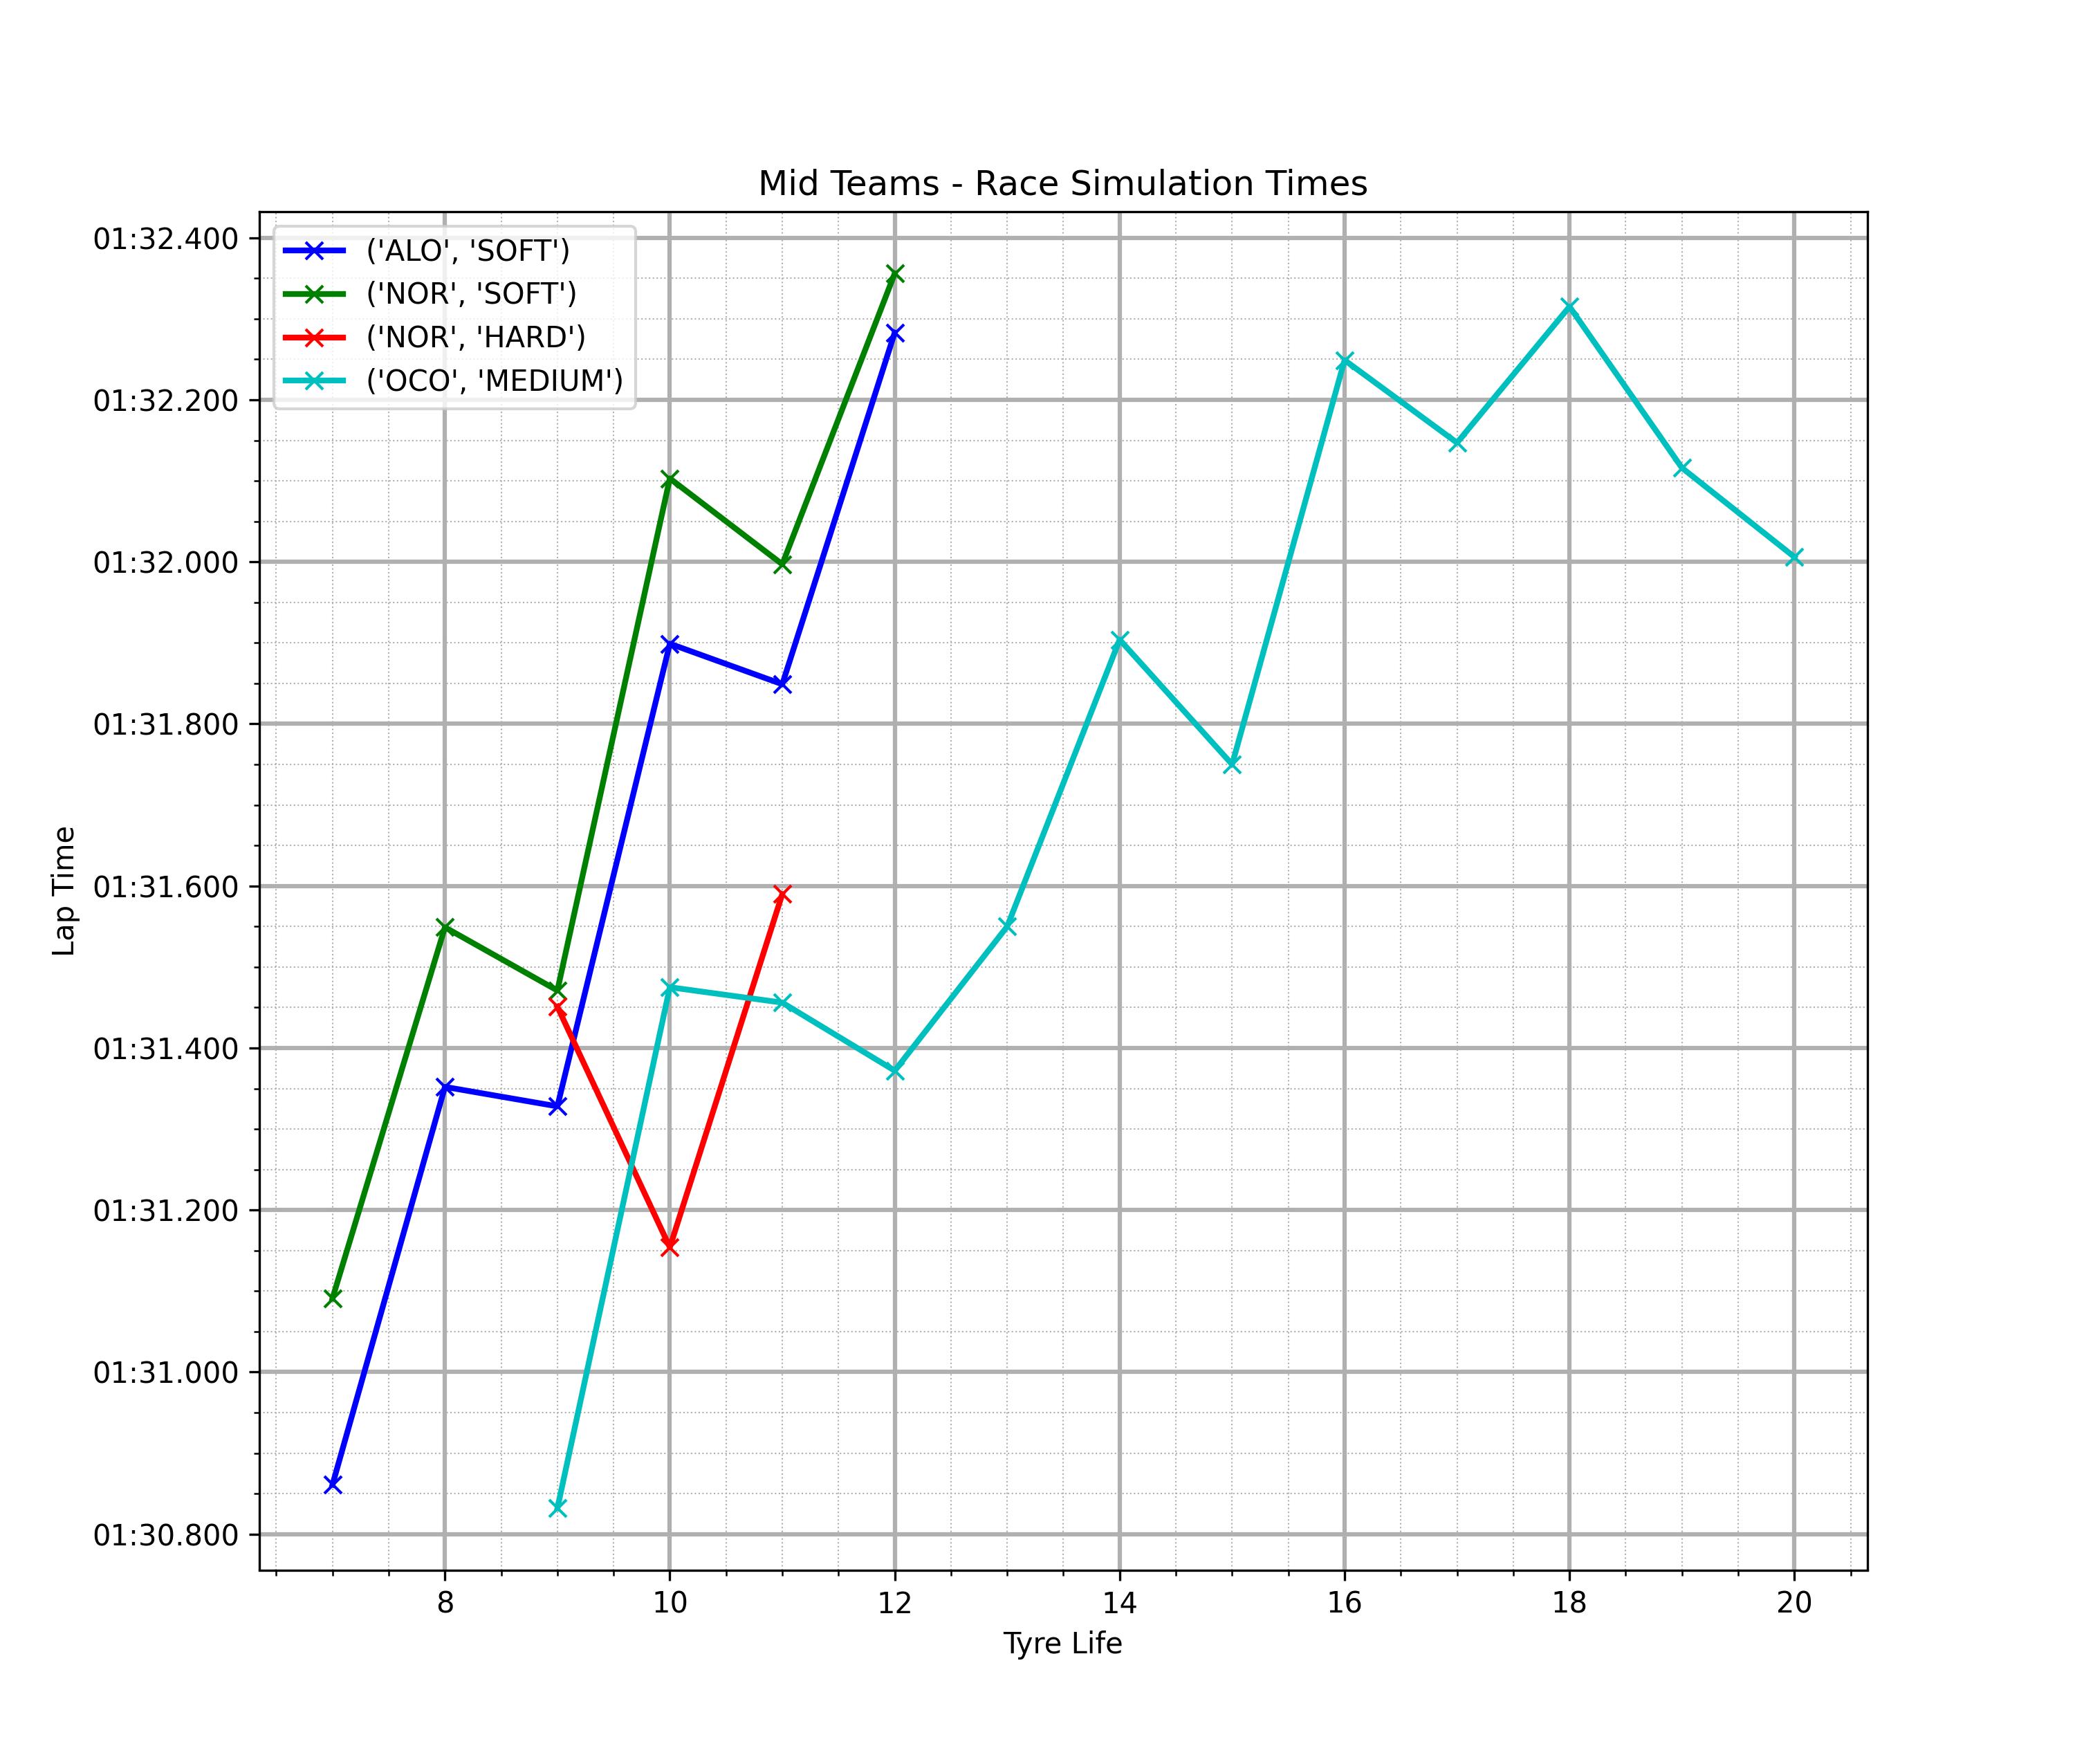 Mid Teams - Race Simulation Times
01:32.400
01:32.200
01:32.000
01:31.800
01:31.600
01:31.400
01:31.200
01:31.000
01:30.800
Lap Time
('ALO', 'SOFT')
('NOR', 'SOFT')
('NOR', 'HARD')
('OCO', 'MEDIUM')
8 10 12 14 16 18 20
Tyre Life